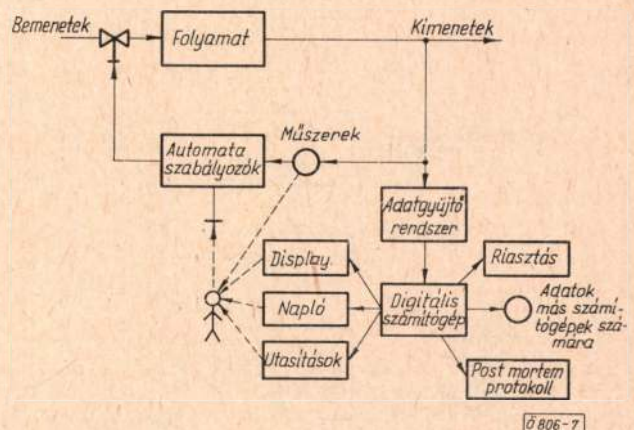 Bemenetek
Folyamat
Kimenetek
Műszerek
Automata
szabályozók
Adatgyűjtő
rendszer
Display.
Riasztás
Napló
Digitális
számítógép
Adatok
más számí-
tógépek szá-
mára
Utasítások
Post mortem
protokoll
Ő 806-7